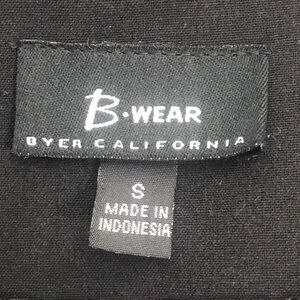 B·WEAR
BYER CALIFORNIA
S
MADE IN
INDONESIA